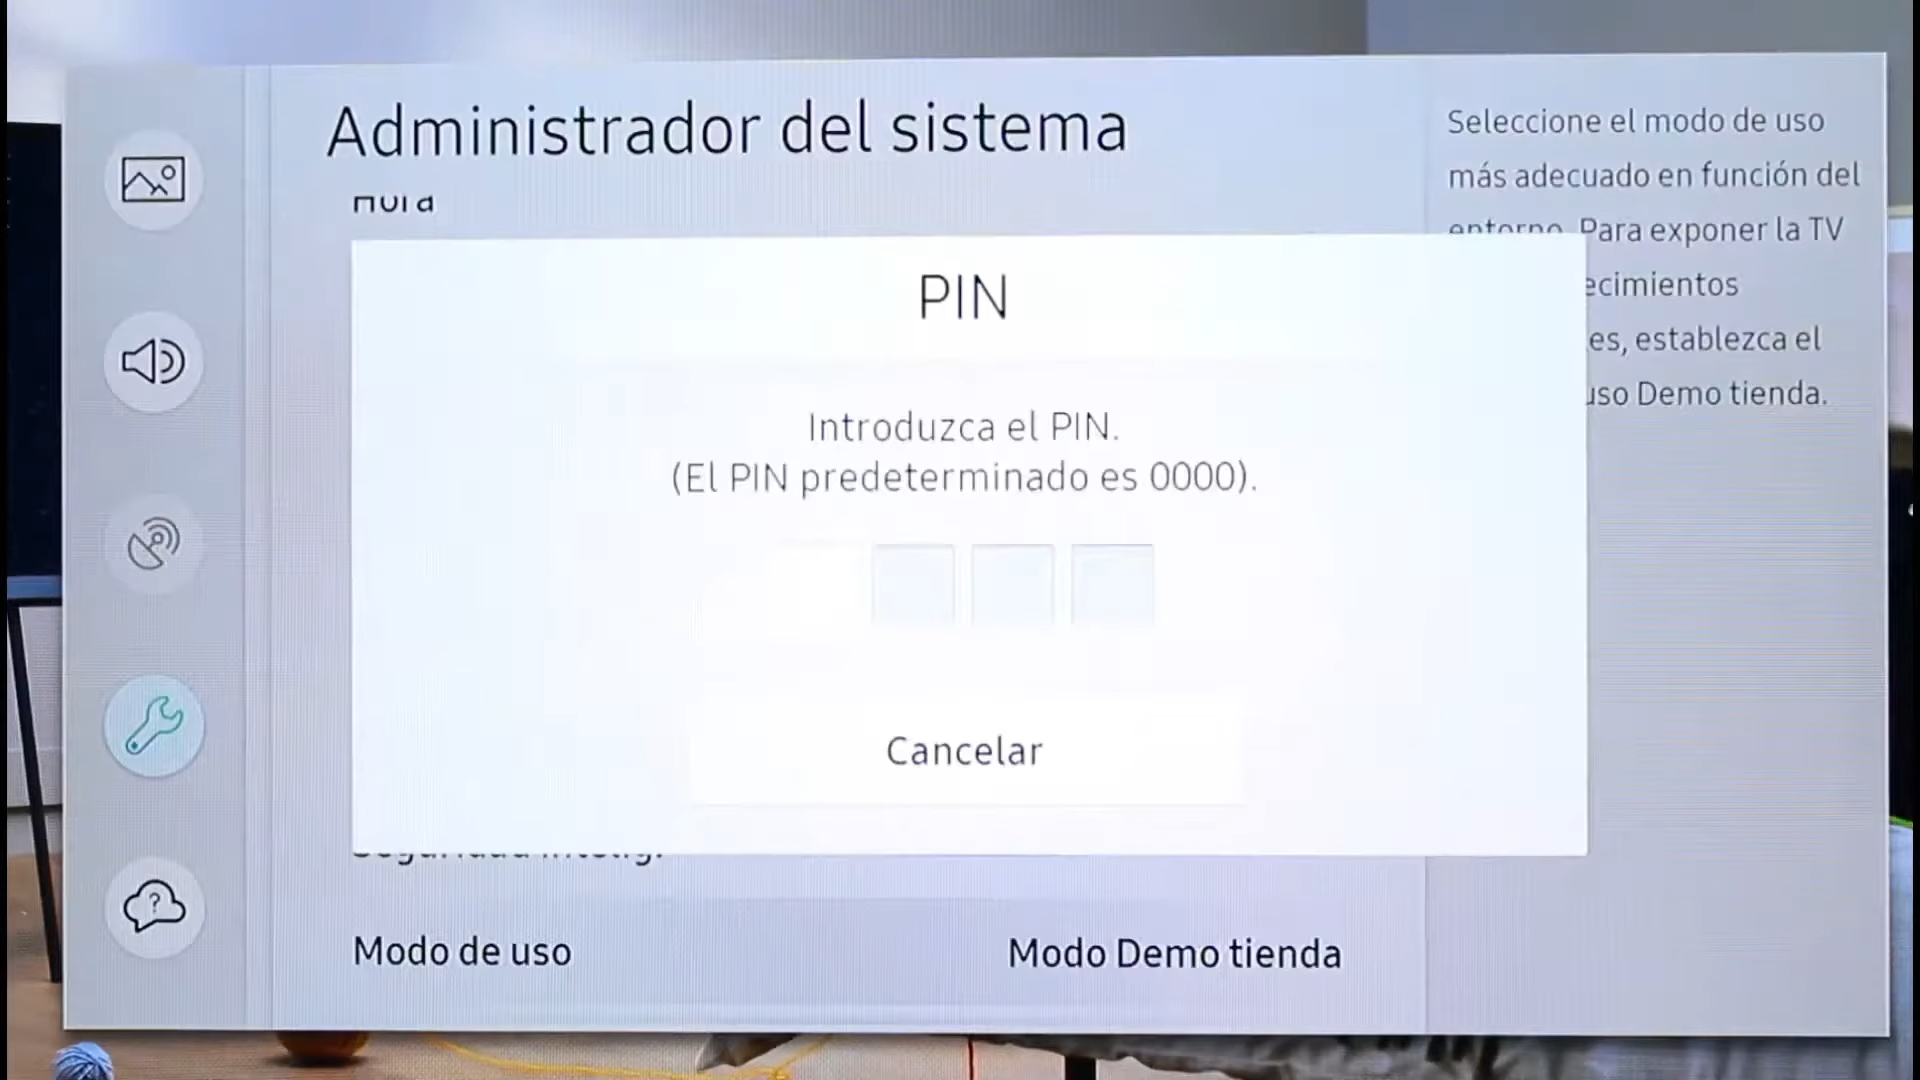 Administrador del sistema
Seleccione el modo de uso
más adecuado en función del
entorno. Para exponer la TV
ecimientos
es, establezca el
uso Demo tienda.
PIN
Introduzca el PIN.
(El PIN predeterminado es 0000).
Cancelar
Modo de uso
Modo Demo tienda